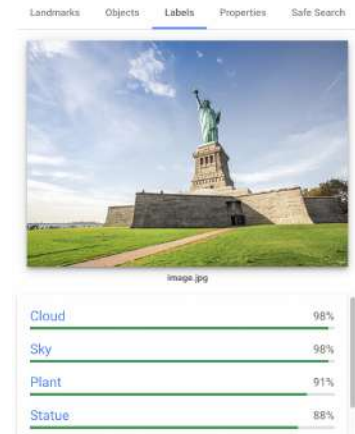 Landmarks Objects Labels Properties Safe Search
image.jpg
Cloud 98%
Sky 98%
Plant 91%
Statue 88%